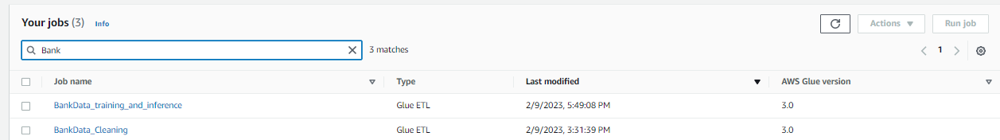 Your jobs (3) Info
Actions Run job
Bank
3 matches
1
Job name Type Last modified AWS Glue version
BankData_training_and_inference Glue ETL 2/9/2023, 5:49:08 PM 3.0
BankData_Cleaning Glue ETL 2/9/2023, 3:31:39 PM 3.0